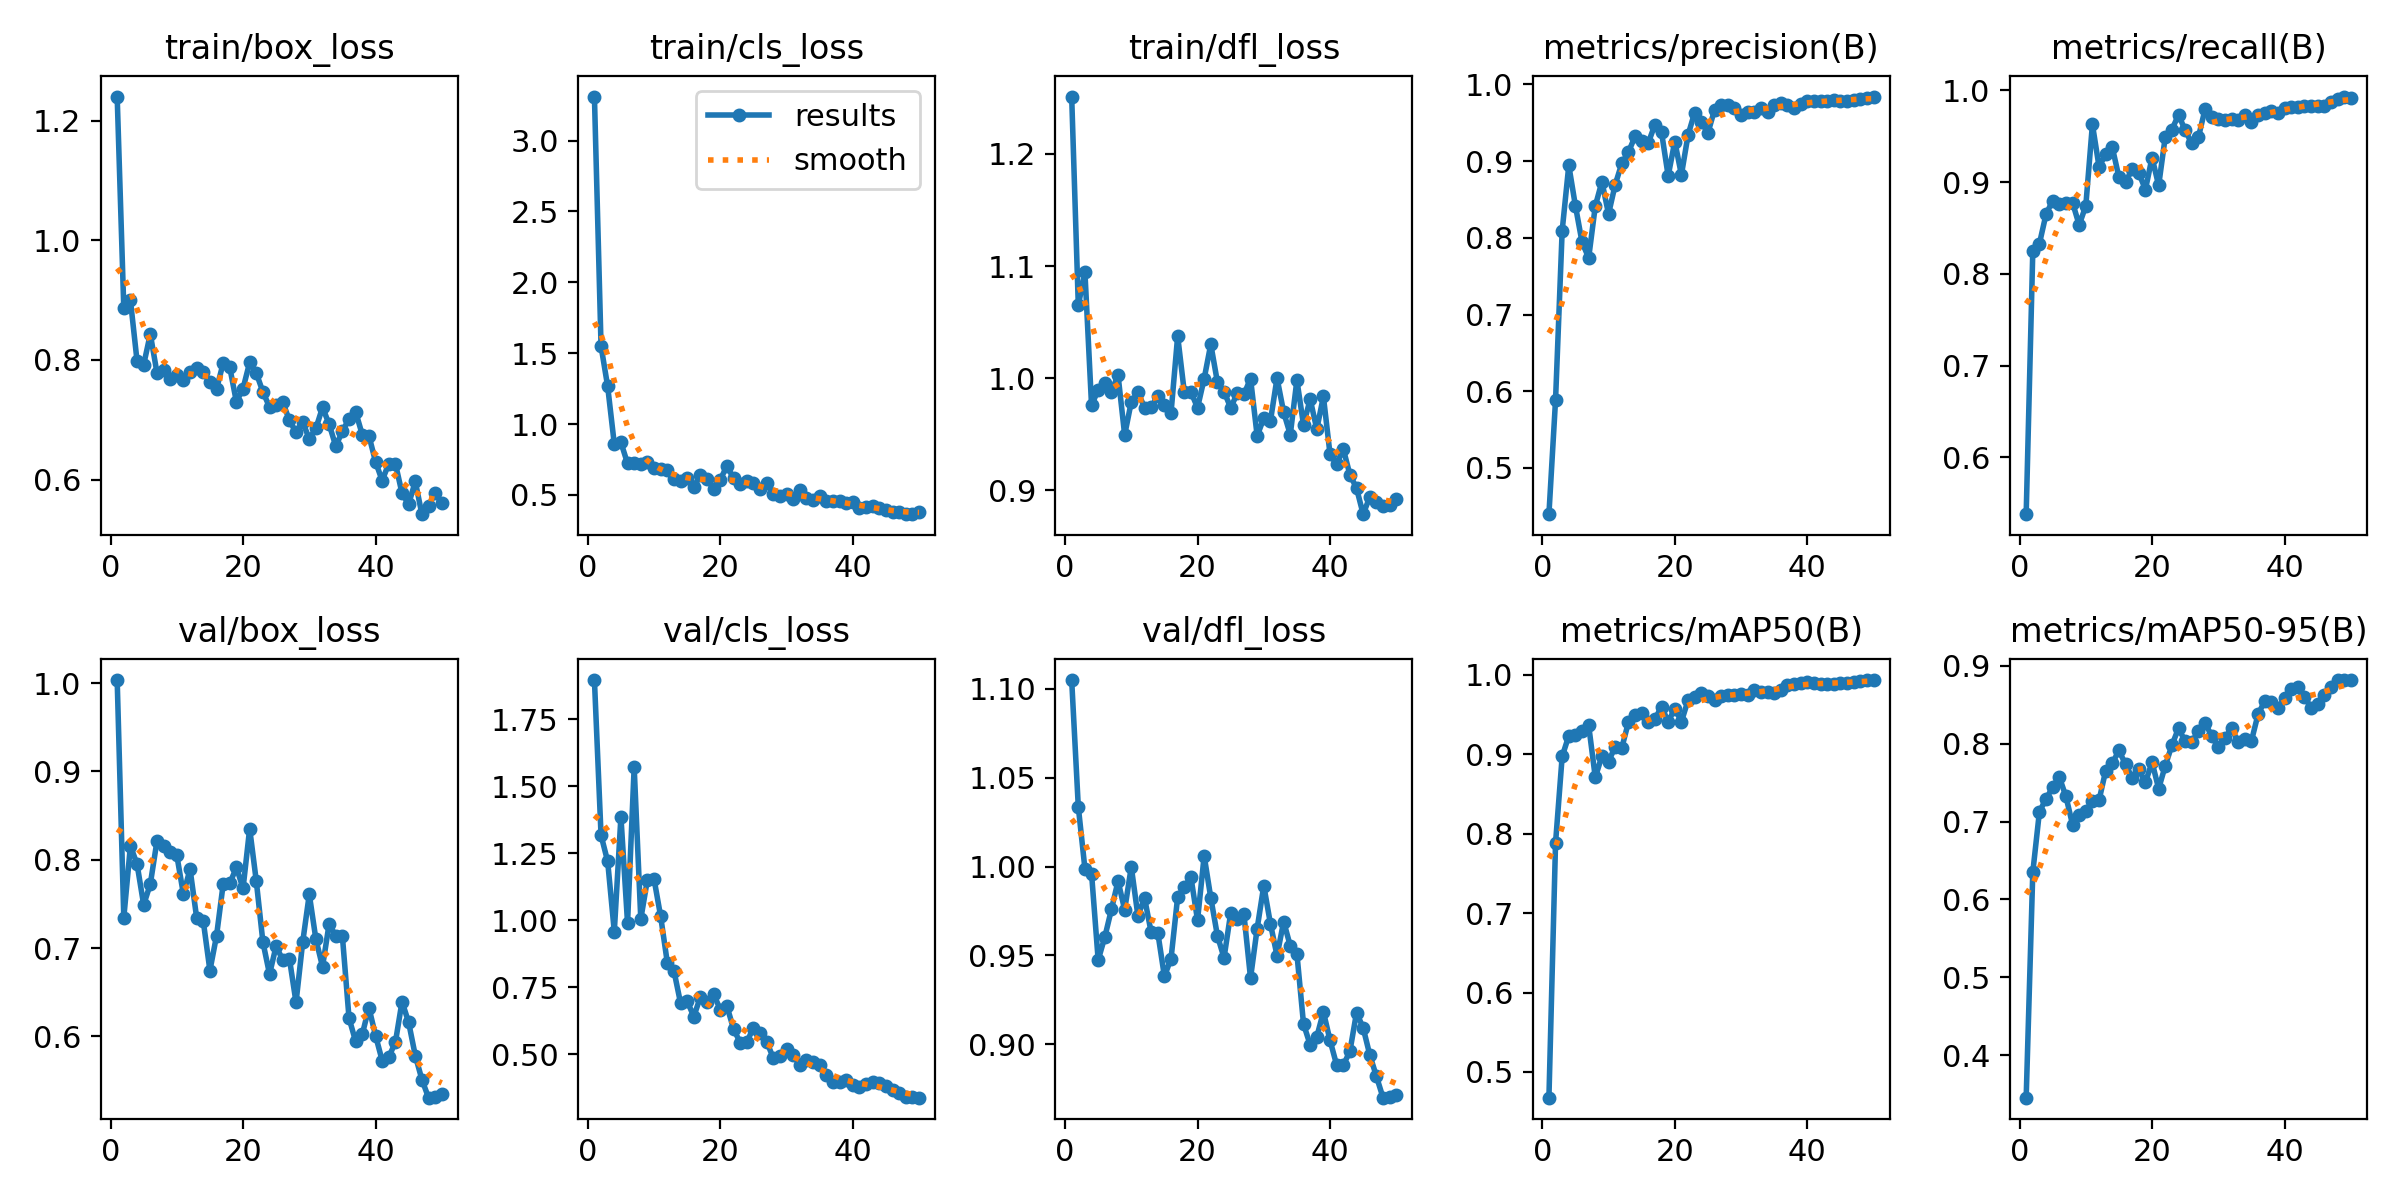 train/box_loss
1.2
1.0
0.8
0.6
0 20 40
train/cls_loss
results
smooth
3.0
2.5
2.0
1.5
1.0
0.5
0 20 40
train/dfl_loss
1.2
1.1
1.0
0.9
0 20 40
metrics/precision(B)
1.0
0.9
0.8
0.7
0.6
0.5
0 20 40
metrics/recall(B)
1.0
0.9
0.8
0.7
0.6
0 20 40
val/box_loss
1.0
0.9
0.8
0.7
0.6
0 20 40
val/cls_loss
1.75
1.50
1.25
1.00
0.75
0.50
0 20 40
val/dfl_loss
1.10
1.05
1.00
0.95
0.90
0 20 40
metrics/mAP50(B)
1.0
0.9
0.8
0.7
0.6
0.5
0 20 40
metrics/mAP50-95(B)
0.9
0.8
0.7
0.6
0.5
0.4
0 20 40